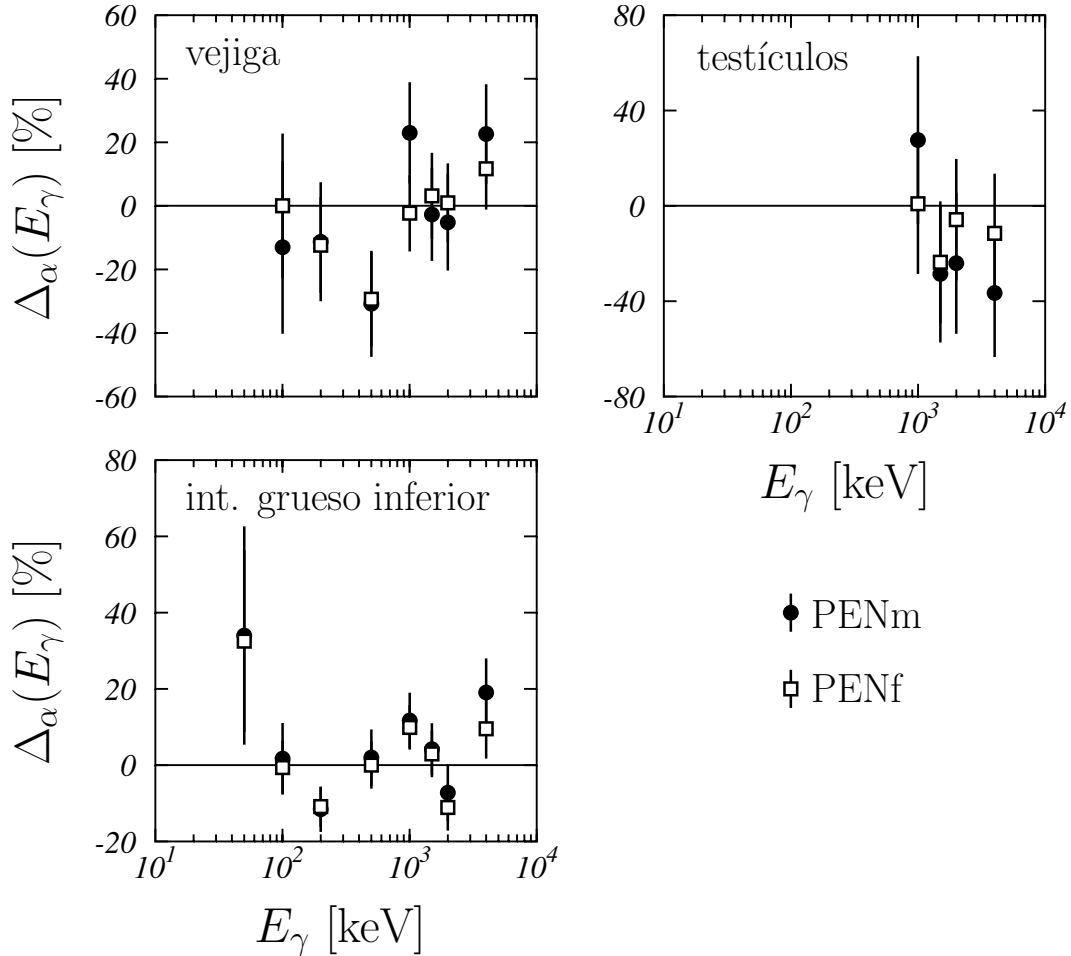 60
40
20
0
-20
-40
-60
Δα(Eγ) [%]
vejiga
80
40
0
-40
-80
testículos
10¹ 10² 10³ 10⁴
Eγ [keV]
80
60
40
20
0
-20
Δα(Eγ) [%]
int. grueso inferior
10¹ 10² 10³ 10⁴
Eγ [keV]
PENm
PENf